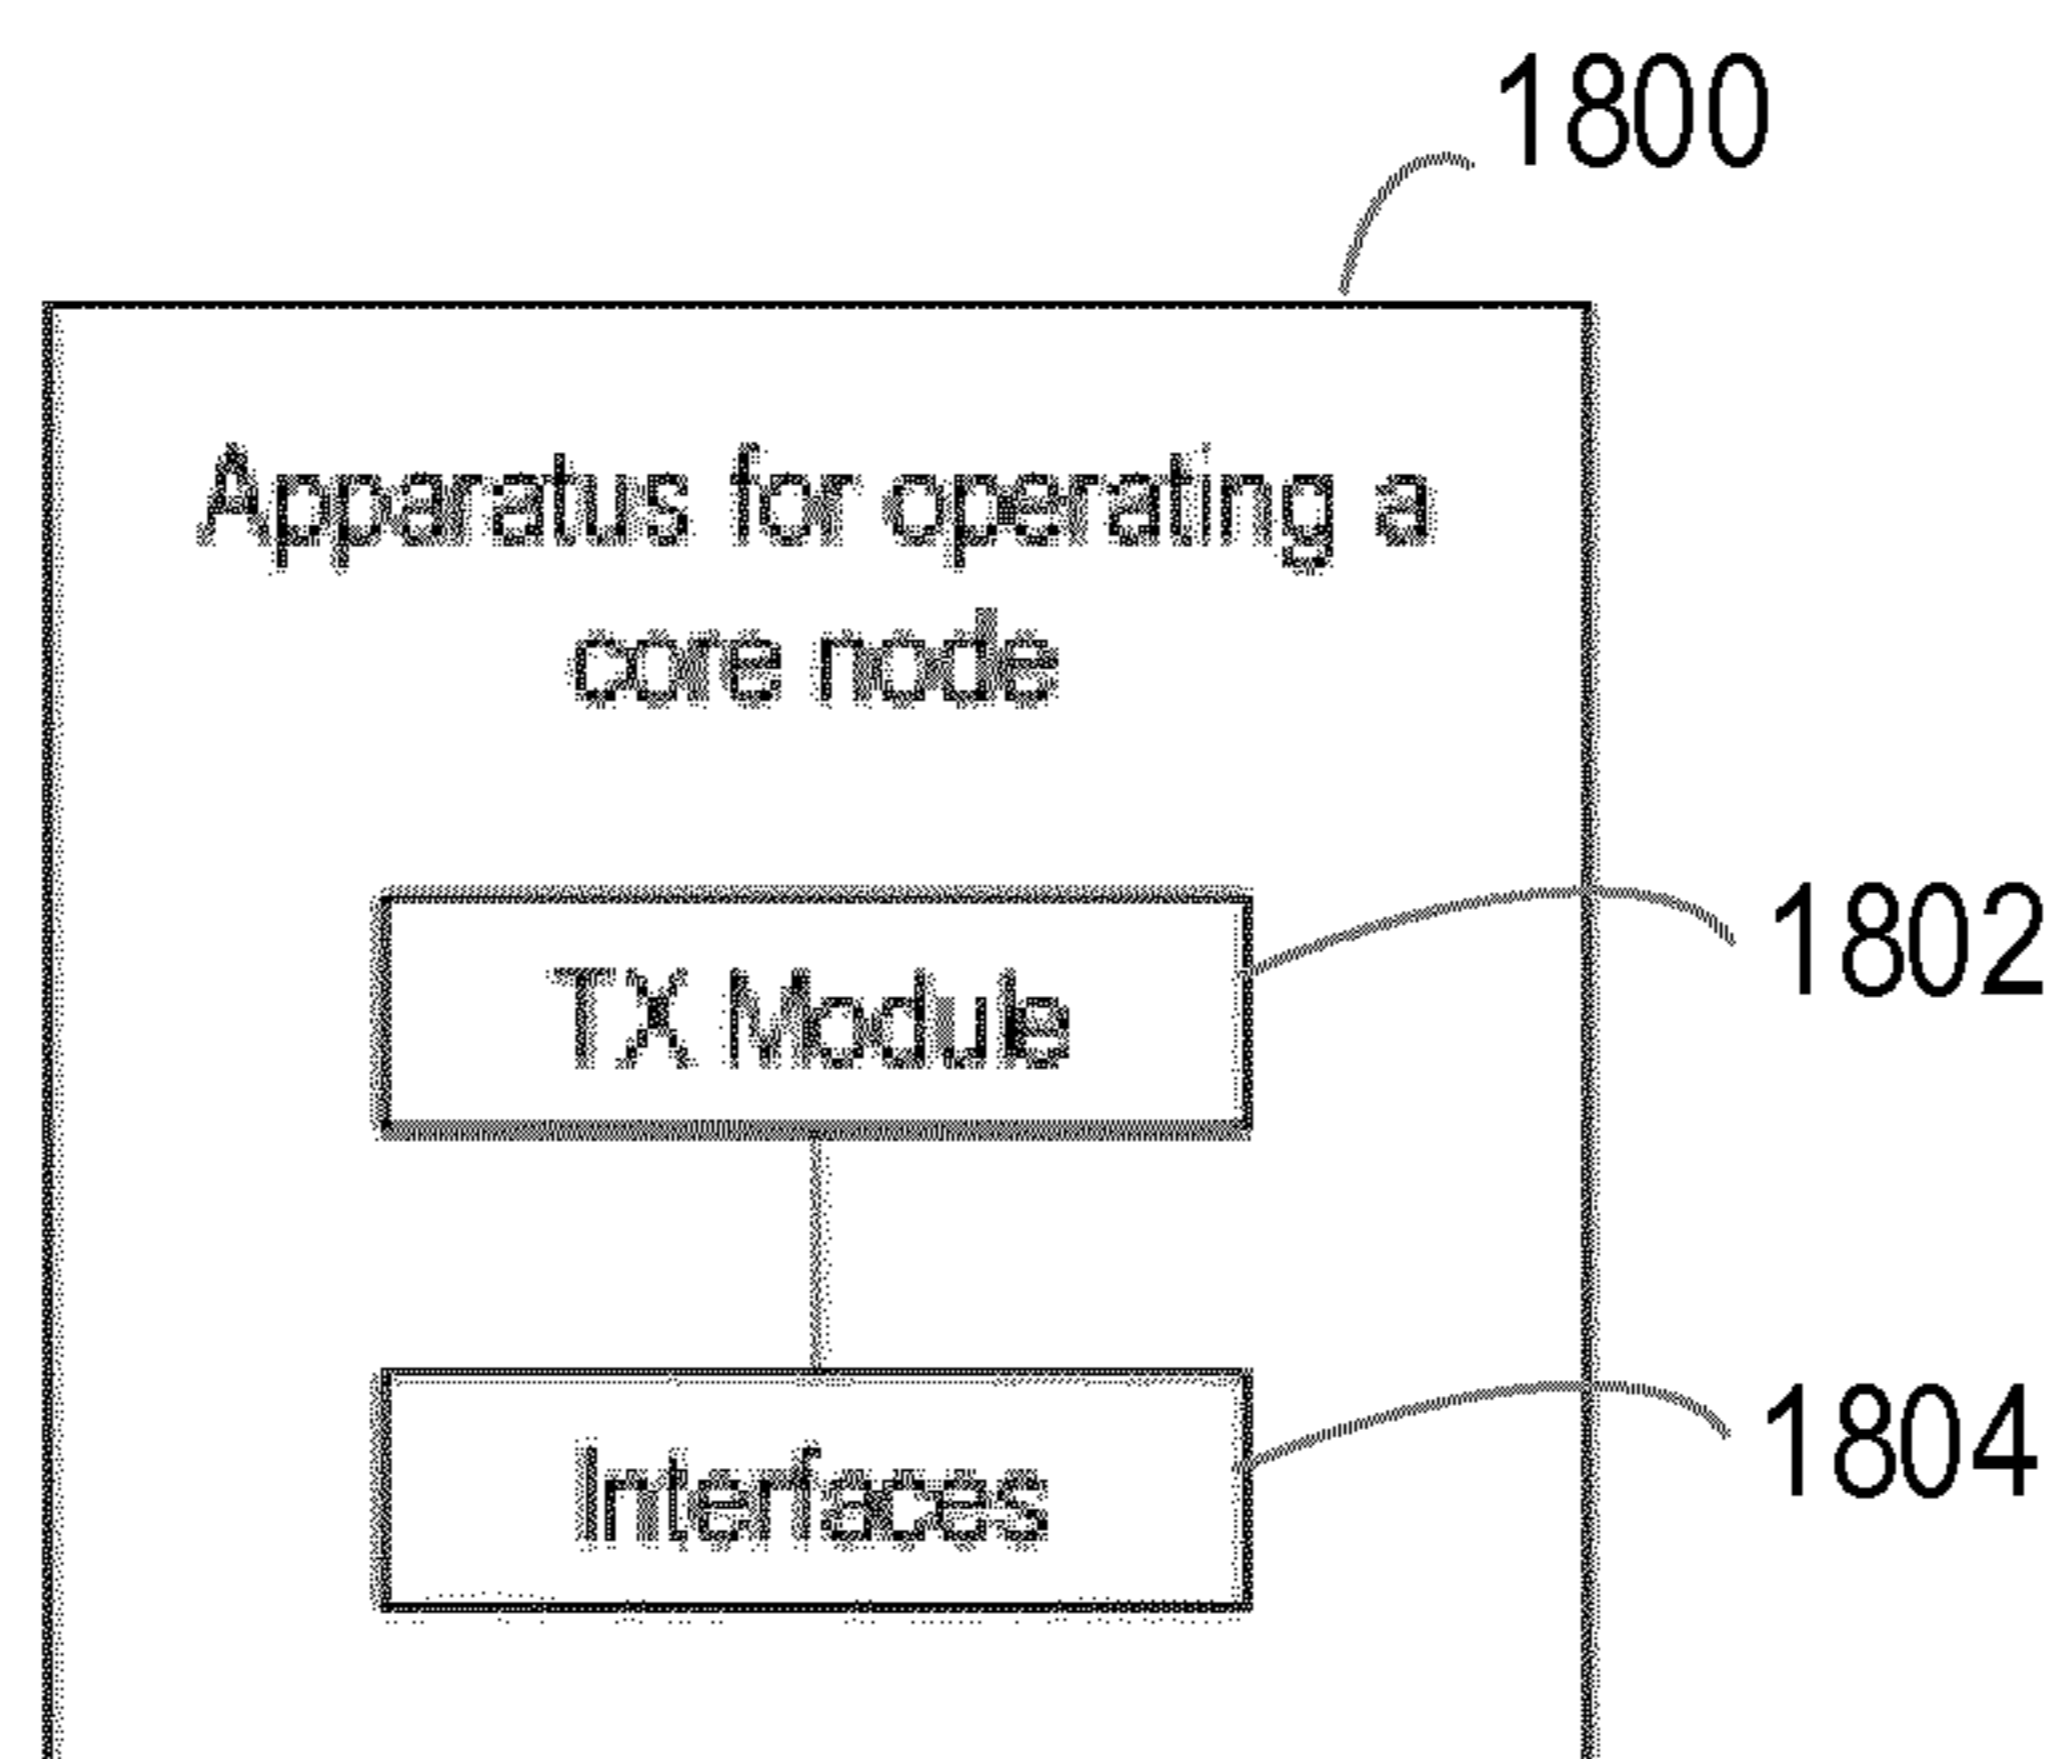 1800
Apparatus for operating a
core node
1802
TX Module
1804
Interfaces